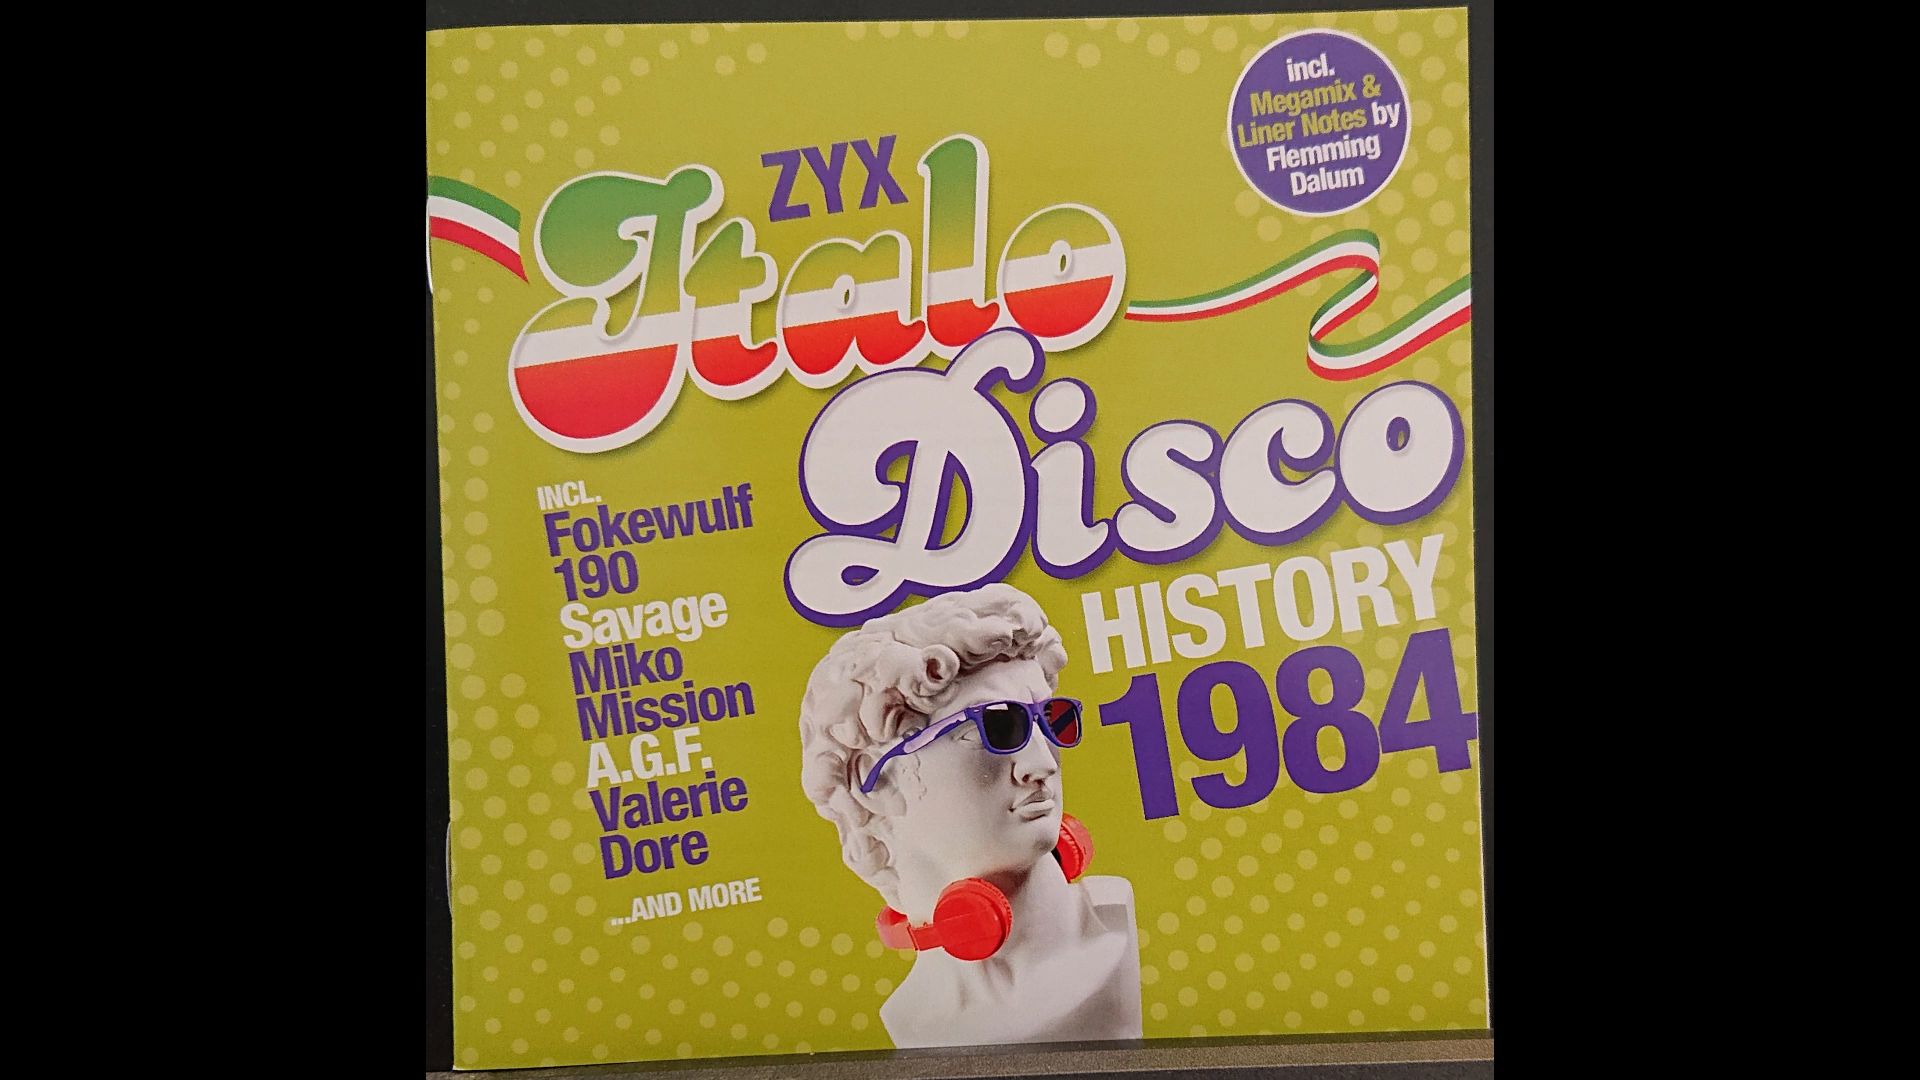 incl.
Megamix &
Liner Notes by
Flemming
Dalum
ZYX
Italo
Disco
HISTORY
1984
INCL.
Fokewulf
190
Savage
Miko
Mission
A.G.F.
Valerie
Dore
...AND MORE